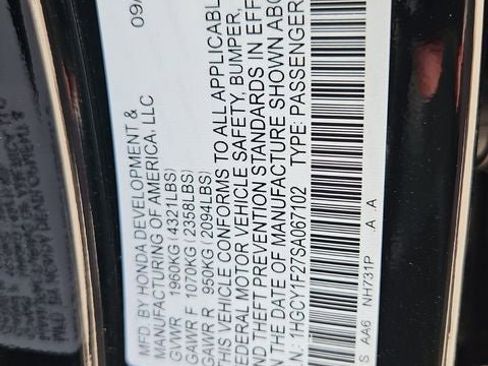 09/
MFD. BY HONDA DEVELOPMENT &
MANUFACTURING OF AMERICA, LLC
GVWR 1960KG (4321LBS)
GAWR F 1070KG (2358LBS)
GAWR R 950KG (2094LBS)
THIS VEHICLE CONFORMS TO ALL APPLICABL
FEDERAL MOTOR VEHICLE SAFETY, BUMPER,
AND THEFT PREVENTION STANDARDS IN EFF
THE DATE OF MANUFACTURE SHOWN ABO
.N: 1HGCY1F27SA067102 TYPE: PASSENGER
S AA6 NH731P A .A